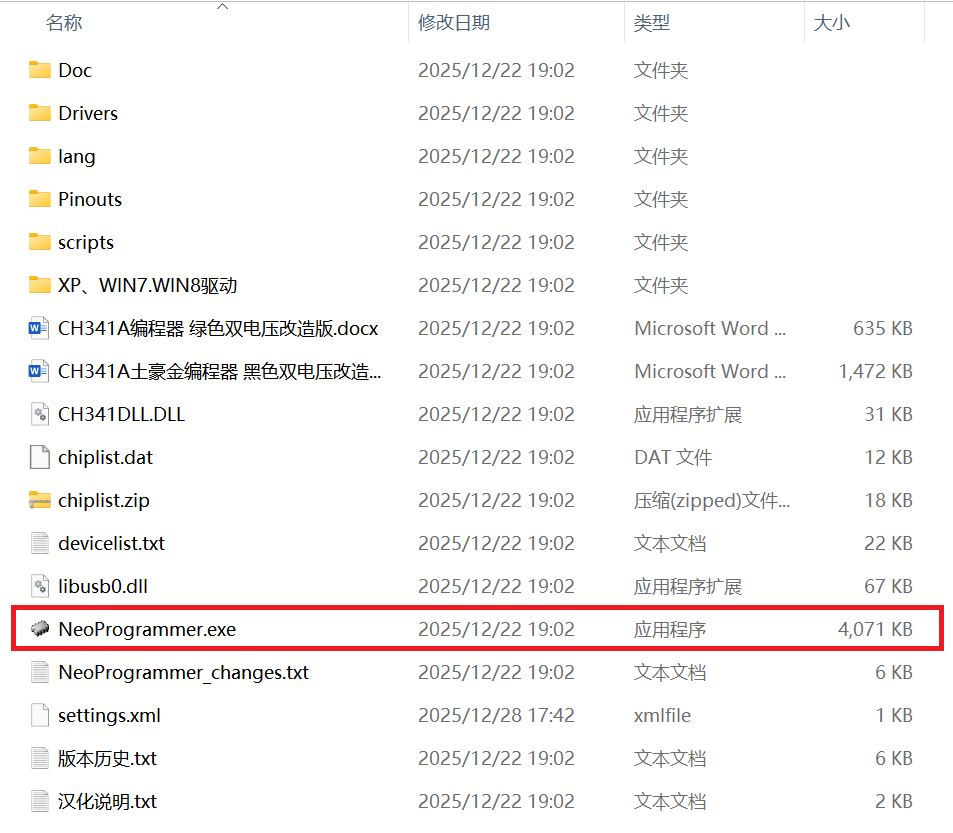 名称 修改日期 类型 大小
Doc 2025/12/22 19:02 文件夹
Drivers 2025/12/22 19:02 文件夹
lang 2025/12/22 19:02 文件夹
Pinouts 2025/12/22 19:02 文件夹
scripts 2025/12/22 19:02 文件夹
XP、WIN7.WIN8驱动 2025/12/22 19:02 文件夹
CH341A编程器 绿色双电压改造版.docx 2025/12/22 19:02 Microsoft Word ... 635 KB
CH341A土豪金编程器 黑色双电压改造... 2025/12/22 19:02 Microsoft Word ... 1,472 KB
CH341DLL.DLL 2025/12/22 19:02 应用程序扩展 31 KB
chiplist.dat 2025/12/22 19:02 DAT 文件 12 KB
chiplist.zip 2025/12/22 19:02 压缩(zipped)文件... 18 KB
devicelist.txt 2025/12/22 19:02 文本文档 22 KB
libusb0.dll 2025/12/22 19:02 应用程序扩展 67 KB
NeoProgrammer.exe 2025/12/22 19:02 应用程序 4,071 KB
NeoProgrammer_changes.txt 2025/12/22 19:02 文本文档 6 KB
settings.xml 2025/12/28 17:42 xmlfile 1 KB
版本历史.txt 2025/12/22 19:02 文本文档 6 KB
汉化说明.txt 2025/12/22 19:02 文本文档 2 KB